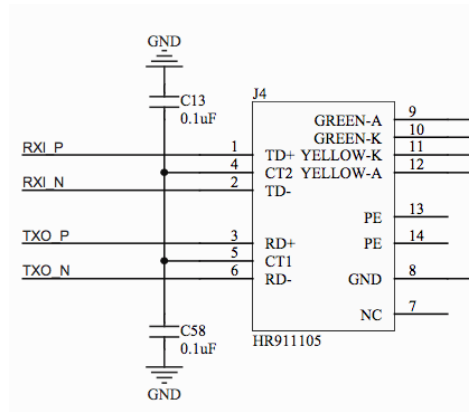 GND
C13
0.1uF
J4
GREEN-A 9
GREEN-K 10
RXI_P 1 TD+ YELLOW-K 11
4 CT2 YELLOW-A 12
RXI_N 2 TD-
PE 13
TXO_P 3 RD+ PE 14
5 CT1
TXO_N 6 RD- GND 8
NC 7
C58
0.1uF
HR911105
GND